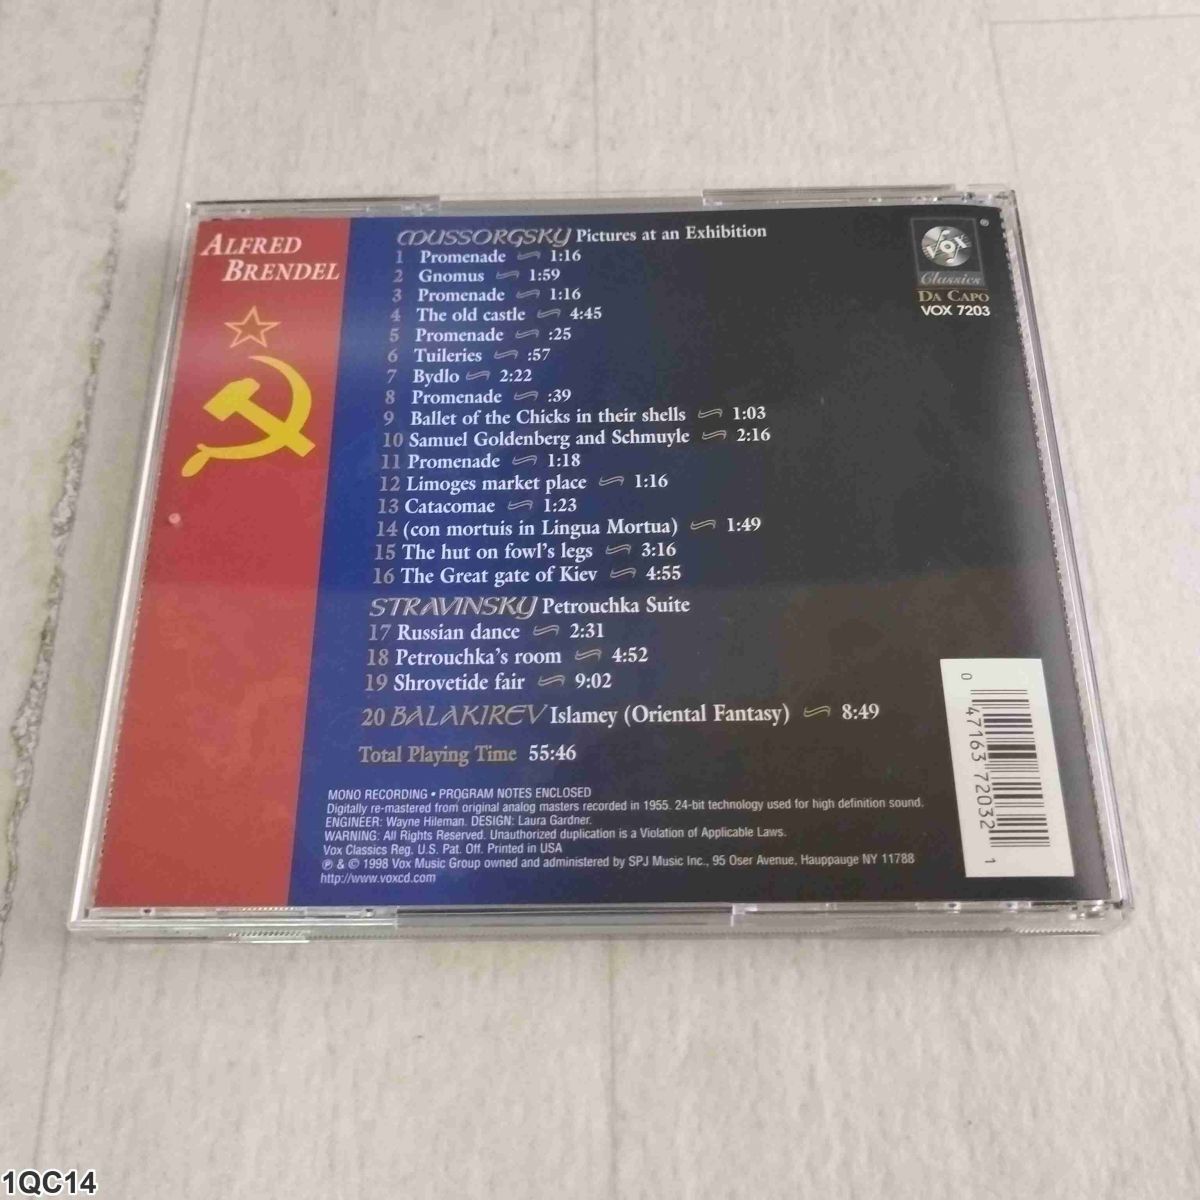 ALFRED
BRENDEL
MUSSORGSKY Pictures at an Exhibition
1 Promenade 1:16
2 Gnomus 1:59
3 Promenade 1:16
4 The old castle 4:45
5 Promenade :25
6 Tuileries :57
7 Bydlo 2:22
8 Promenade :39
9 Ballet of the Chicks in their shells 1:03
10 Samuel Goldenberg and Schmuyle 2:16
11 Promenade 1:18
12 Limoges market place 1:16
13 Catacomae 1:23
14 (con mortuis in Lingua Mortua) 1:49
15 The hut on fowl's legs 3:16
16 The Great gate of Kiev 4:55
STRAVINSKY Petrouchka Suite
17 Russian dance 2:31
18 Petrouchka's room 4:52
19 Shrovetide fair 9:02
20 BALAKIREV Islamey (Oriental Fantasy) 8:49
Total Playing Time 55:46
MONO RECORDING • PROGRAM NOTES ENCLOSED
Digitally re-mastered from original analog masters recorded in 1955. 24-bit technology used for high definition sound.
ENGINEER: Wayne Hileman. DESIGN: Laura Gardner.
WARNING: All Rights Reserved. Unauthorized duplication is a Violation of Applicable Laws.
Vox Classics Reg. U.S. Pat. Off. Printed in USA
℗ & © 1998 Vox Music Group owned and administered by SPJ Music Inc., 95 Oser Avenue, Hauppauge NY 11788
http://www.voxcd.com
VOX ®
Classics
DA CAPO
VOX 7203
0 47163 72032 1
1QC14